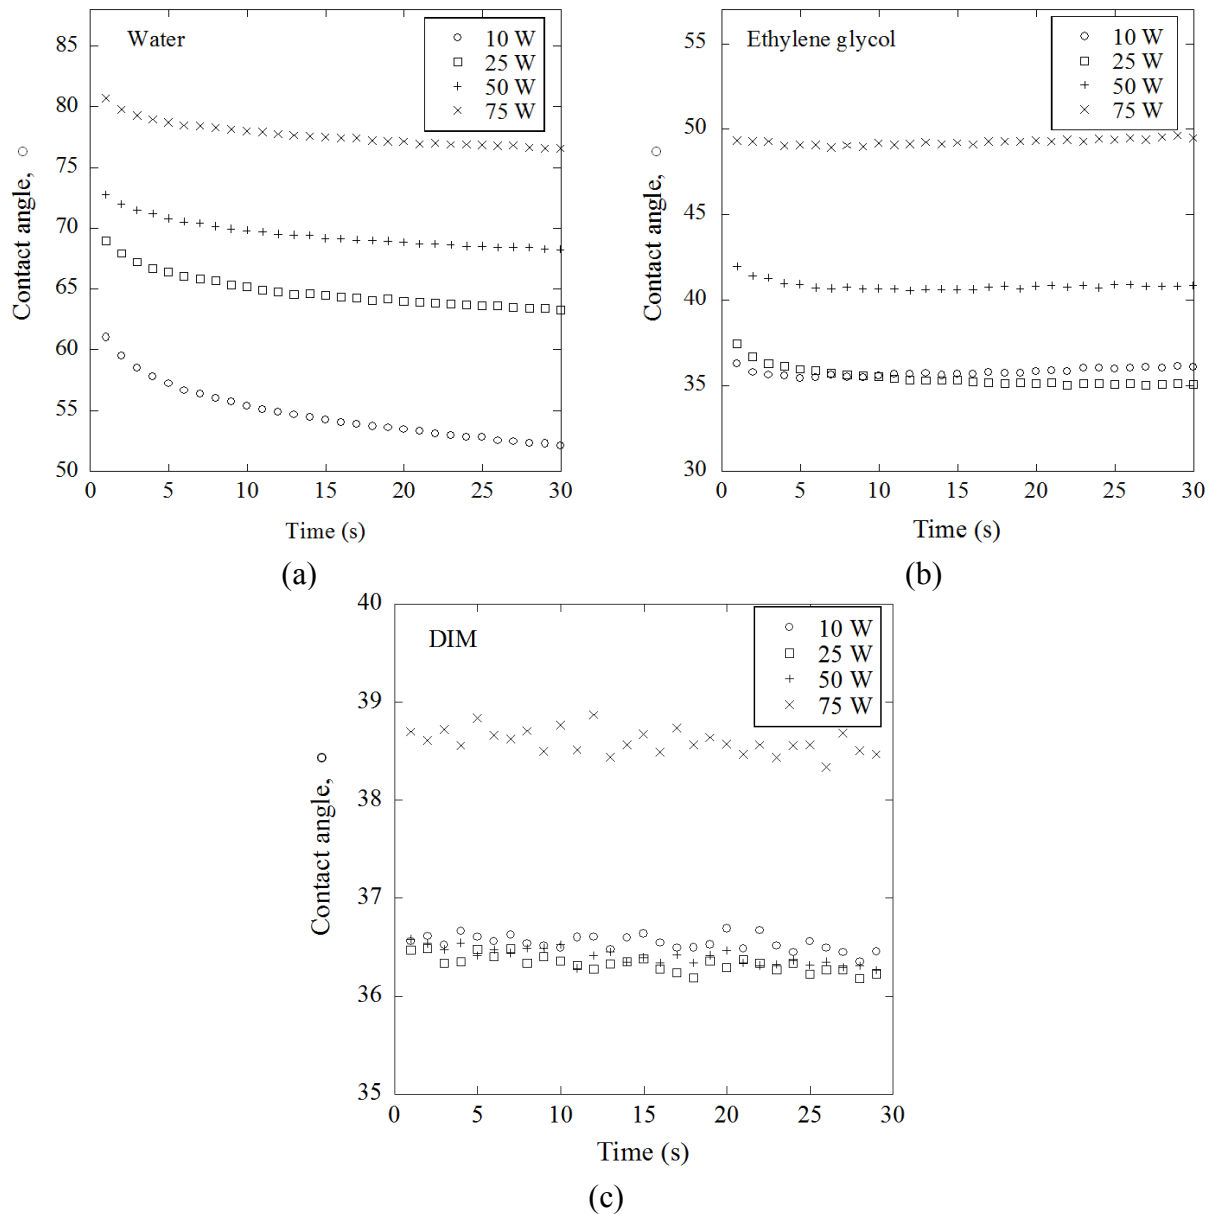 Water
10 W
25 W
50 W
75 W
85
80
75
70
65
60
55
50
Contact angle, °
0 5 10 15 20 25 30
Time (s)
(a)
Ethylene glycol
10 W
25 W
50 W
75 W
55
50
45
40
35
30
Contact angle, °
0 5 10 15 20 25 30
Time (s)
(b)
DIM
10 W
25 W
50 W
75 W
40
39
38
37
36
35
Contact angle, °
0 5 10 15 20 25 30
Time (s)
(c)